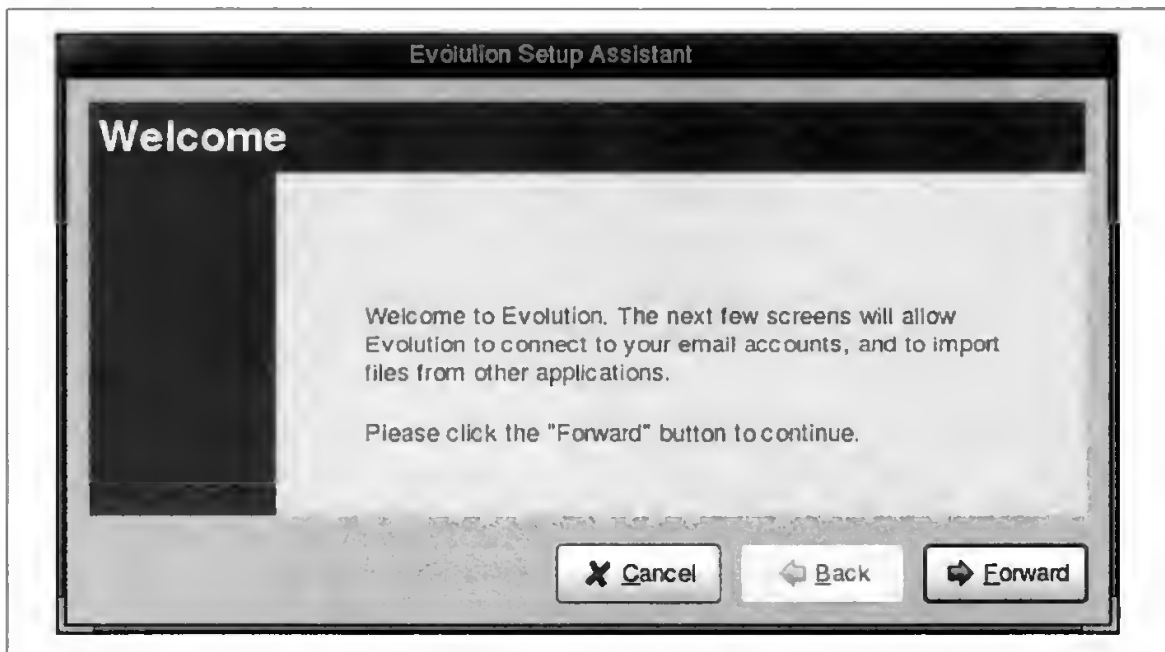 Evolution Setup Assistant
Welcome
Welcome to Evolution. The next few screens will allow
Evolution to connect to your email accounts, and to import
files from other applications.
Please click the "Forward" button to continue.
Cancel
Back
Forward